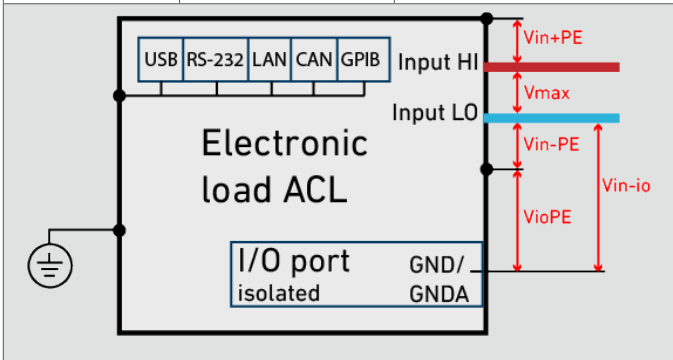 Vin+PE
USB RS-232 LAN CAN GPIB
Input HI
Vmax
Input LO
Electronic
load ACL
Vin-PE
Vin-io
VioPE
I/O port
isolated
GND/
GNDA